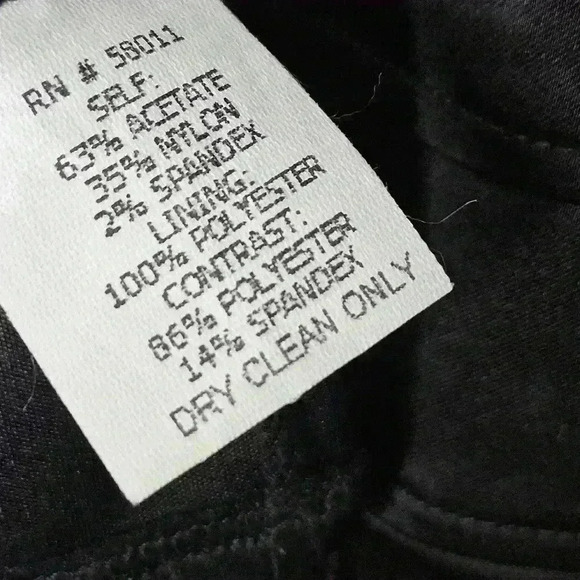 RN # 58011
SELF:
63% ACETATE
35% NYLON
2% SPANDEX
LINING:
100% POLYESTER
CONTRAST:
86% POLYESTER
14% SPANDEX
DRY CLEAN ONLY